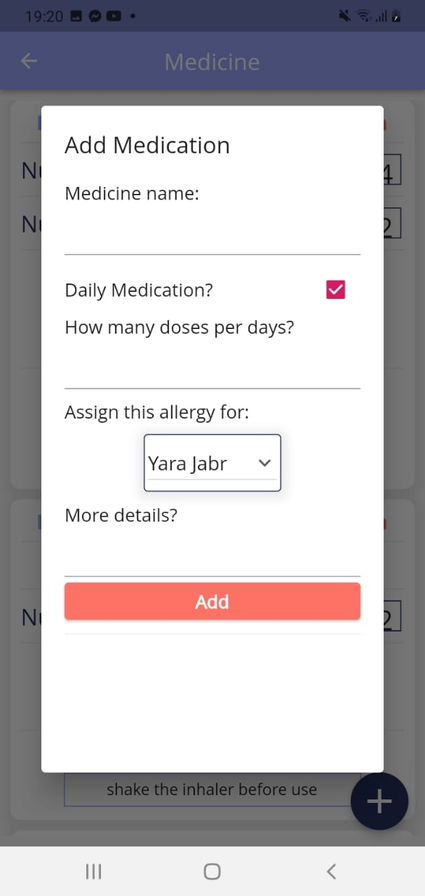 19:20
Medicine
Add Medication
Medicine name:
Daily Medication?
How many doses per days?
Assign this allergy for:
Yara Jabr
More details?
Add
shake the inhaler before use